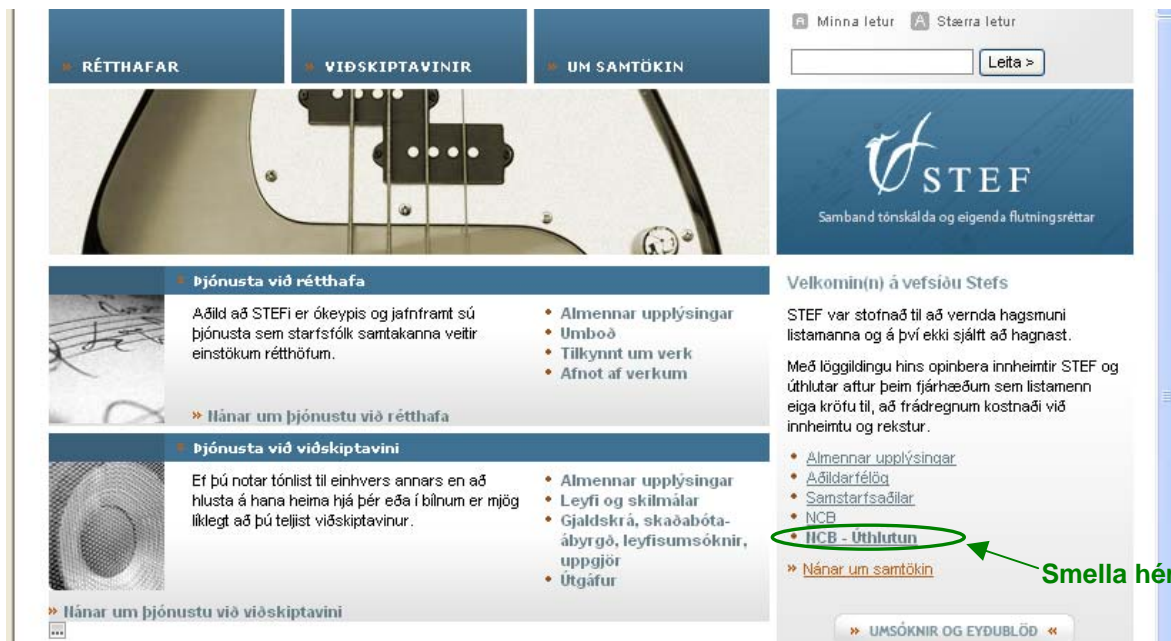 A Minna letur A Stærra letur
Leita >
» RÉTTHAFAR
» VIÐSKIPTAVINIR
» UM SAMTÖKIN
STEF
Samband tónskálda og eigenda flutningsréttar
» Þjónusta við rétthafa
Aðild að STEFi er ókeypis og jafnframt sú
þjónusta sem starfsfólk samtakanna veitir
einstökum rétthöfum.
• Almennar upplýsingar
• Umboð
• Tilkynnt um verk
• Afnot af verkum
» Nánar um þjónustu við rétthafa
» Þjónusta við viðskiptavini
Ef þú notar tónlist til einhvers annars en að
hlusta á hana heima hjá þér eða í bílnum er mjög
líklegt að þú teljist viðskiptavinur.
• Almennar upplýsingar
• Leyfi og skilmálar
• Gjaldskrá, skaðabóta-
ábyrgð, leyfisumsóknir,
uppgjör
• Útgáfur
» Nánar um þjónustu við viðskiptavini
Velkomin(n) á vefsíðu Stefs
STEF var stofnað til að vernda hagsmuni
listamanna og á því ekki sjálft að hagnast.
Með löggildingu hins opinbera innheimtir STEF og
úthlutar aftur þeim fjárhæðum sem listamenn
eiga kröfu til, að frádregnum kostnaði við
innheimtu og rekstur.
• Almennar upplýsingar
• Aðildarfélög
• Samstarfsaðilar
• NCB
• NCB - Úthlutun
» Nánar um samtökin
Smella hér
» UMSÓKNIR OG EYÐUBLÖÐ «